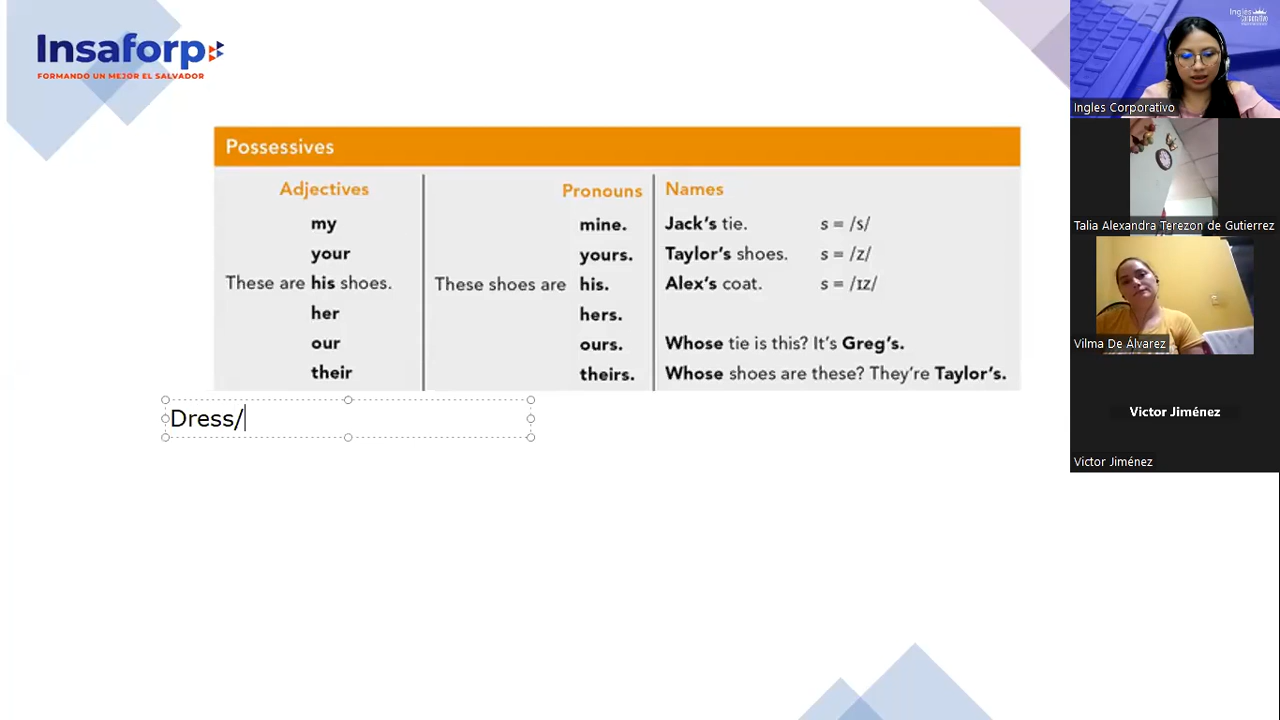 Insaforp
FORMANDO UN MEJOR EL SALVADOR
Possessives
Adjectives
my
your
These are his shoes.
her
our
their
Pronouns
mine.
yours.
These shoes are his.
hers.
ours.
theirs.
Names
Jack's tie. s = /s/
Taylor's shoes. s = /z/
Alex's coat. s = /ɪz/
Whose tie is this? It's Greg's.
Whose shoes are these? They're Taylor's.
Dress/
Ingles
Ingles Corporativo
Talia Alexandra Terezon de Gutierrez
Vilma De Álvarez
Victor Jiménez
Victor Jiménez